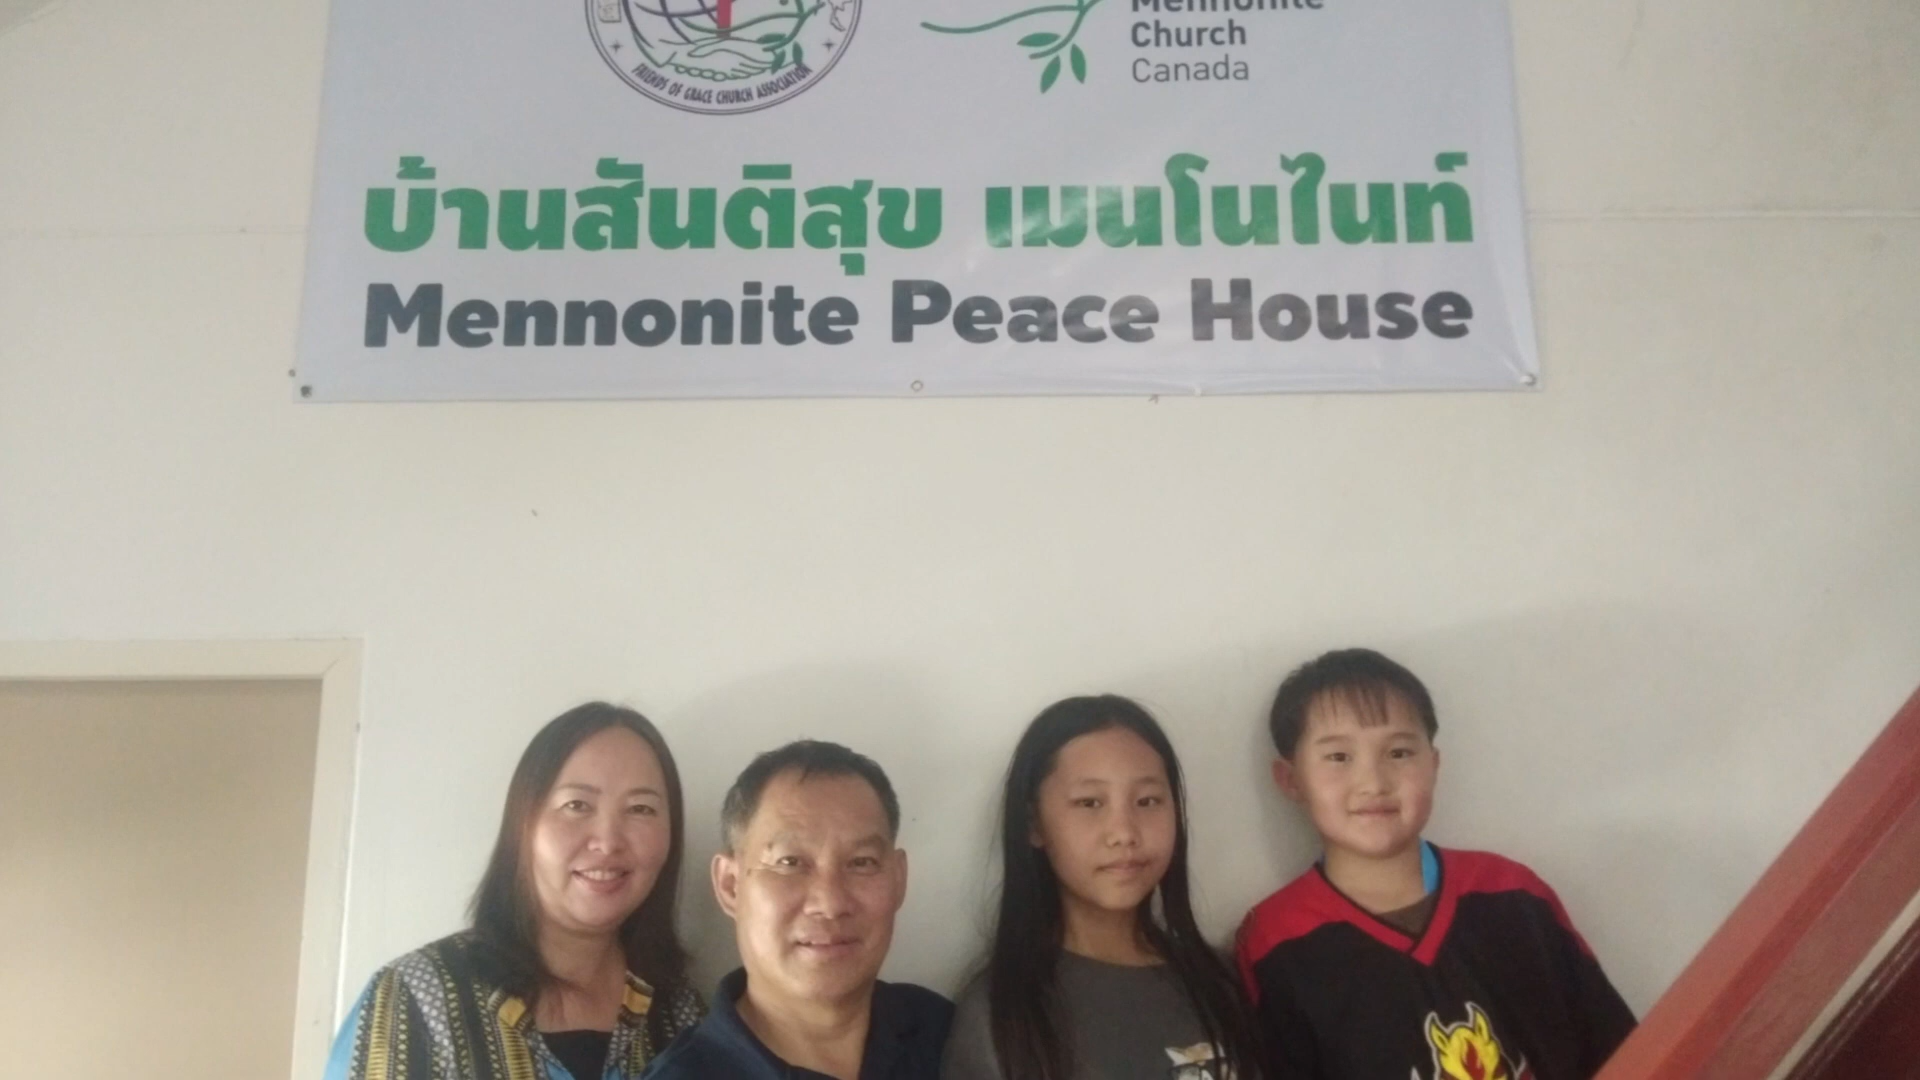 FRIENDS OF GRACE CHURCH ASSOCIATION
Mennonite
Church
Canada
บ้านสันติสุข เมนโนไนท์
Mennonite Peace House